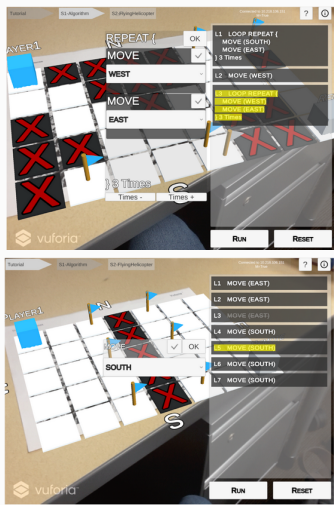 Tutorial
S1-Algorithm
S2-FlyingHelicopter
?
PLAYER1
REPEAT {
OK
MOVE
WEST
MOVE
EAST
} 3 Times
Times -
Times +
N
S
L1 LOOP REPEAT {
MOVE (SOUTH)
MOVE (EAST)
} 3 Times
L2 MOVE (WEST)
L3 LOOP REPEAT {
MOVE (WEST)
MOVE (EAST)
} 3 Times
RUN
RESET
vuforia
Tutorial
S1-Algorithm
S2-FlyingHelicopter
?
PLAYER1
N
MOVE
OK
SOUTH
S
L1 MOVE (EAST)
L2 MOVE (EAST)
L3 MOVE (EAST)
L4 MOVE (SOUTH)
L5 MOVE (SOUTH)
L6 MOVE (SOUTH)
L7 MOVE (SOUTH)
RUN
RESET
vuforia